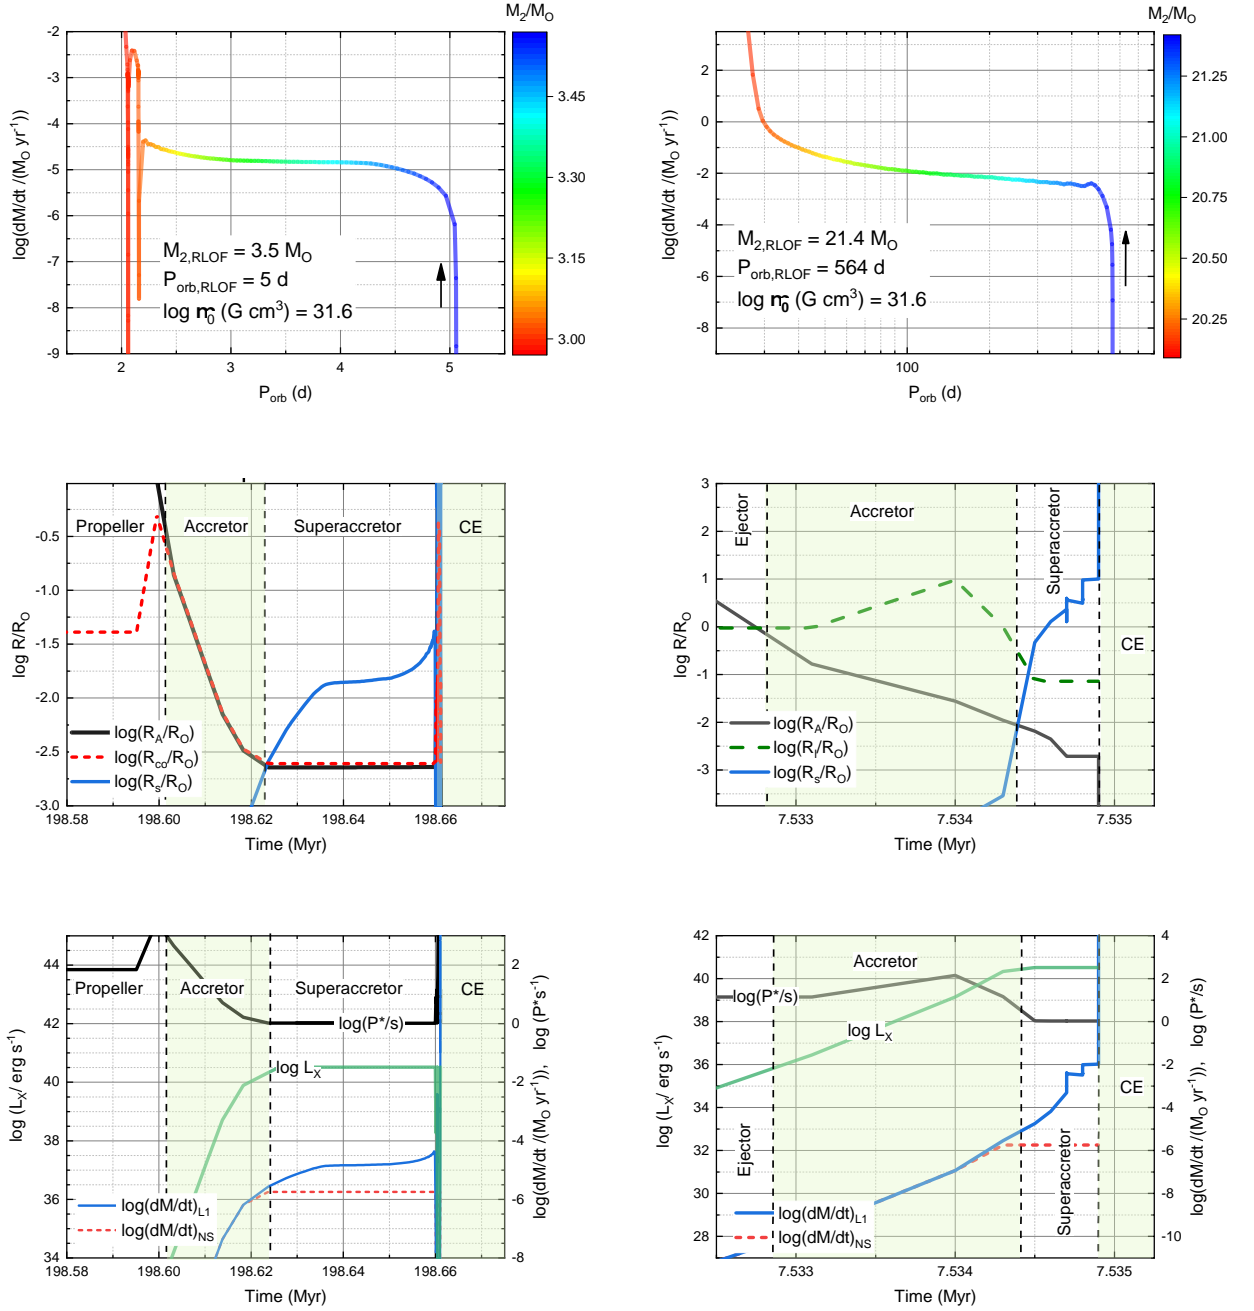 M2/MO
M2/MO
log(dM/dt /(MO yr-1))
-2
-3
-4
-5
-6
-7
-8
-9
2
3
4
5
Porb (d)
M2,RLOF = 3.5 MO
Porb,RLOF = 5 d
3.45
3.30
3.15
3.00
log(dM/dt /(MO yr-1))
2
0
-2
-4
-6
-8
100
Porb (d)
M2,RLOF = 21.4 MO
Porb,RLOF = 564 d
21.25
21.00
20.75
20.50
20.25
log R/RO
-0.5
-1.0
-1.5
-2.0
-2.5
-3.0
198.58
198.60
198.62
198.64
198.66
Time (Myr)
Propeller
Accretor
Superaccretor
CE
log(RA/RO)
log(Rco/RO)
log(Rs/RO)
log R/RO
3
2
1
0
-1
-2
-3
7.533
7.534
7.535
Time (Myr)
Ejector
Accretor
Superaccretor
CE
log(RA/RO)
log(Rl/RO)
log(Rs/RO)
log (LX/ erg s-1)
44
42
40
38
36
34
198.58
198.60
198.62
198.64
198.66
Time (Myr)
2
0
-2
-4
-6
-8
log(dM/dt /(MO yr-1)), log (P*s-1)
Propeller
Accretor
Superaccretor
CE
log(P*/s)
log LX
log(dM/dt)L1
log(dM/dt)NS
log (LX/ erg s-1)
42
40
38
36
34
32
30
28
7.533
7.534
7.535
Time (Myr)
4
2
0
-2
-4
-6
-8
-10
log(dM/dt /(MO yr-1)), log (P*s-1)
Accretor
log(P*/s)
log LX
Ejector
Superaccretor
CE
log(dM/dt)L1
log(dM/dt)NS